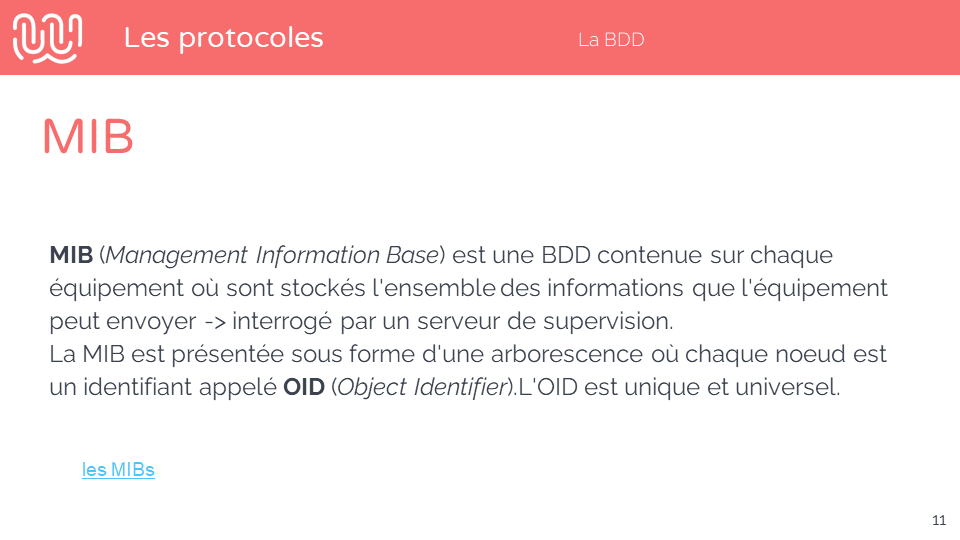 Les protocoles
La BDD
MIB
MIB (Management Information Base) est une BDD contenue sur chaque
équipement où sont stockés l'ensemble des informations que l'équipement
peut envoyer -> interrogé par un serveur de supervision.
La MIB est présentée sous forme d'une arborescence où chaque noeud est
un identifiant appelé OID (Object Identifier).L'OID est unique et universel.
les MIBs
11